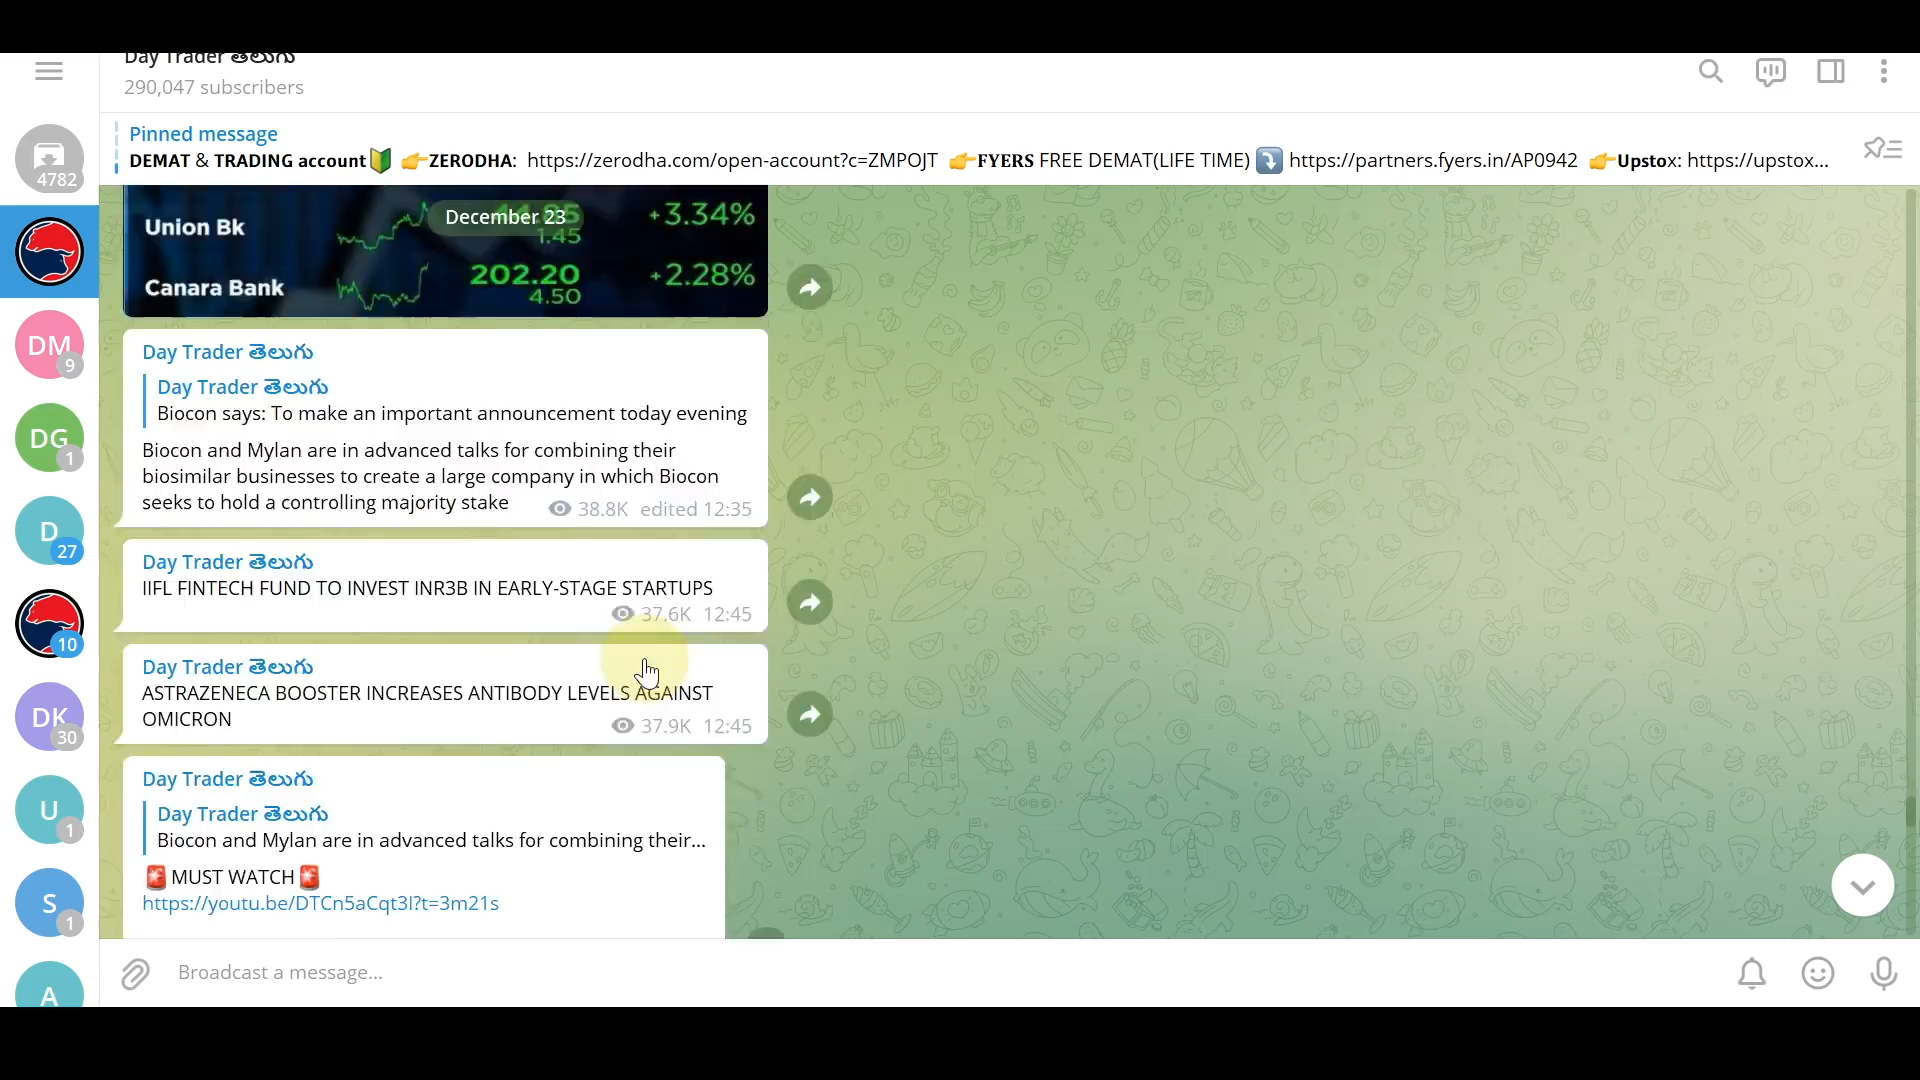 Day Trader తెలుగు
290,047 subscribers
4782
Pinned message
DEMAT & TRADING account🔰 👉ZERODHA: https://zerodha.com/open-account?c=ZMPOJT 👉FYERS FREE DEMAT(LIFE TIME) ⤵️ https://partners.fyers.in/AP0942 👉Upstox: https://upstox...
December 23
Union Bk 1.45 +3.34%
Canara Bank 202.20 4.50 +2.28%
DM 9
Day Trader తెలుగు
Day Trader తెలుగు
Biocon says: To make an important announcement today evening
DG 1
Biocon and Mylan are in advanced talks for combining their
biosimilar businesses to create a large company in which Biocon
seeks to hold a controlling majority stake 38.8K edited 12:35
D 27
Day Trader తెలుగు
IIFL FINTECH FUND TO INVEST INR3B IN EARLY-STAGE STARTUPS
37.6K 12:45
10
Day Trader తెలుగు
ASTRAZENECA BOOSTER INCREASES ANTIBODY LEVELS AGAINST
OMICRON 37.9K 12:45
DK 30
Day Trader తెలుగు
Day Trader తెలుగు
Biocon and Mylan are in advanced talks for combining their...
U 1
🚨MUST WATCH🚨
https://youtu.be/DTCn5aCqt3I?t=3m21s
S 1
A
Broadcast a message...